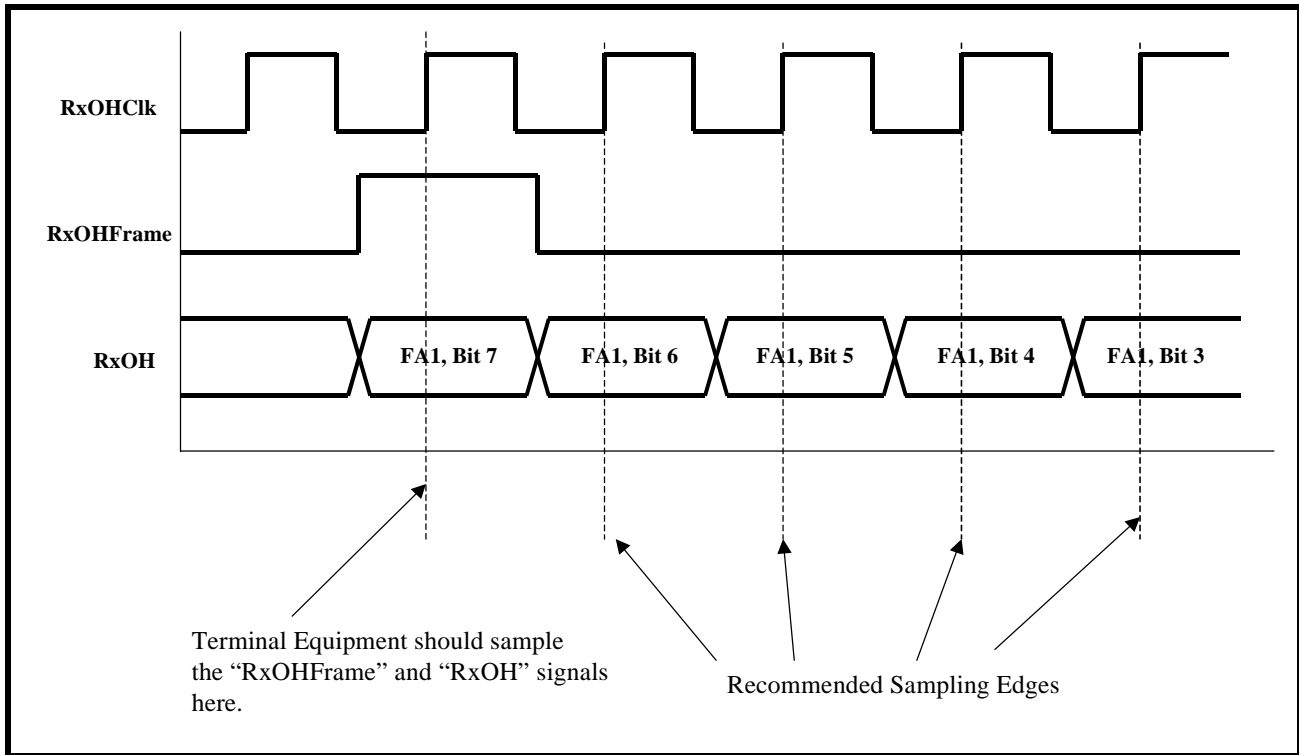 RxOHClk
RxOHFrame
RxOH
FA1, Bit 7
FA1, Bit 6
FA1, Bit 5
FA1, Bit 4
FA1, Bit 3
Terminal Equipment should sample
the “RxOHFrame” and “RxOH” signals
here.
Recommended Sampling Edges